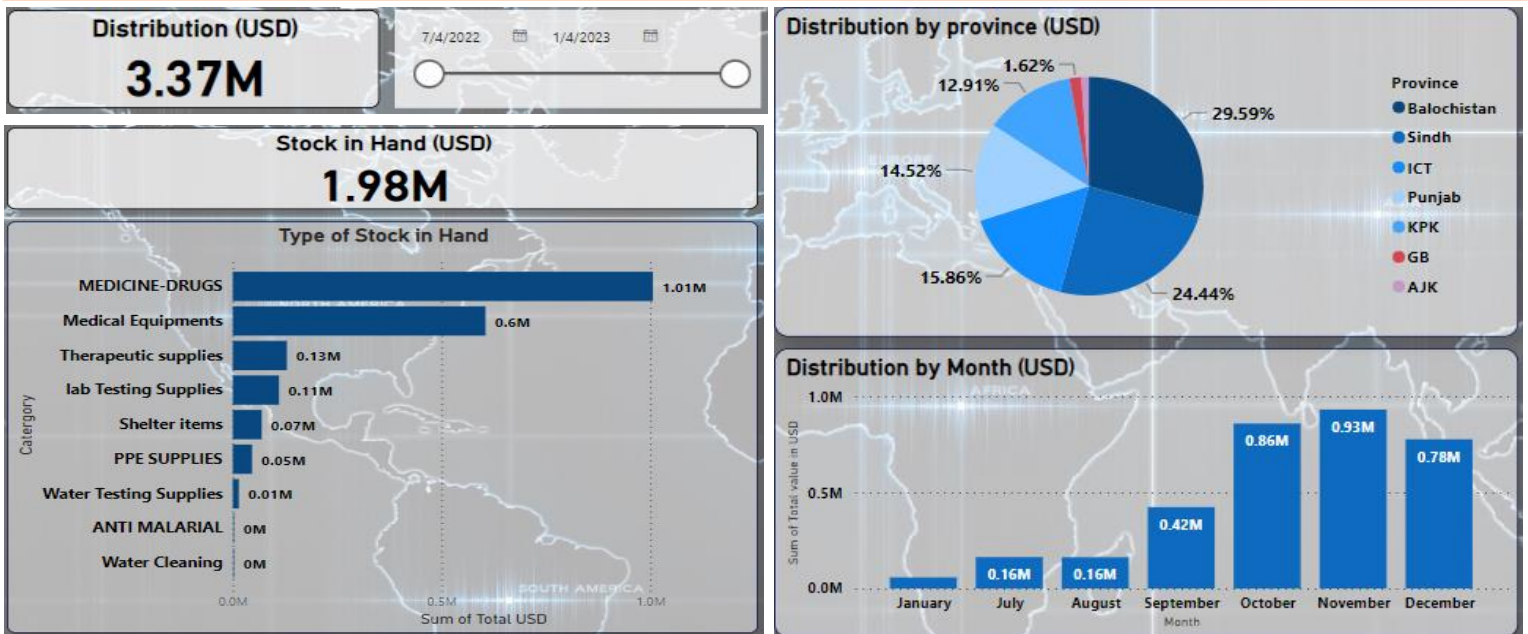 Distribution (USD)
3.37M
7/4/2022
1/4/2023
Stock in Hand (USD)
1.98M
Type of Stock in Hand
Catergory
MEDICINE-DRUGS
1.01M
Medical Equipments
0.6M
Therapeutic supplies
0.13M
lab Testing Supplies
0.11M
Shelter items
0.07M
PPE SUPPLIES
0.05M
Water Testing Supplies
0.01M
ANTI MALARIAL
0M
Water Cleaning
0M
0.0M 0.5M 1.0M
Sum of Total USD
NORTH AMERICA
SOUTH AMERICA
Distribution by province (USD)
1.62%
12.91%
29.59%
14.52%
15.86%
24.44%
EUROPE
Province
Balochistan
Sindh
ICT
Punjab
KPK
GB
AJK
Distribution by Month (USD)
AFRICA
Sum of Total value in USD
1.0M
0.5M
0.0M
0.16M
0.16M
0.42M
0.86M
0.93M
0.78M
January July August September October November December
Month